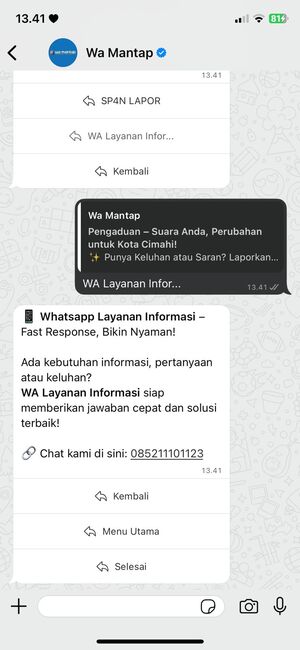 13.41
81
Wa Mantap
13.41
SP4N LAPOR
WA Layanan Infor...
Kembali
Wa Mantap
Pengaduan – Suara Anda, Perubahan
untuk Kota Cimahi!
✨ Punya Keluhan atau Saran? Laporkan...
WA Layanan Infor...
13.41
📱 Whatsapp Layanan Informasi –
Fast Response, Bikin Nyaman!
Ada kebutuhan informasi, pertanyaan
atau keluhan?
WA Layanan Informasi siap
memberikan jawaban cepat dan solusi
terbaik!
🔗 Chat kami di sini: 085211101123
13.41
Kembali
Menu Utama
Selesai